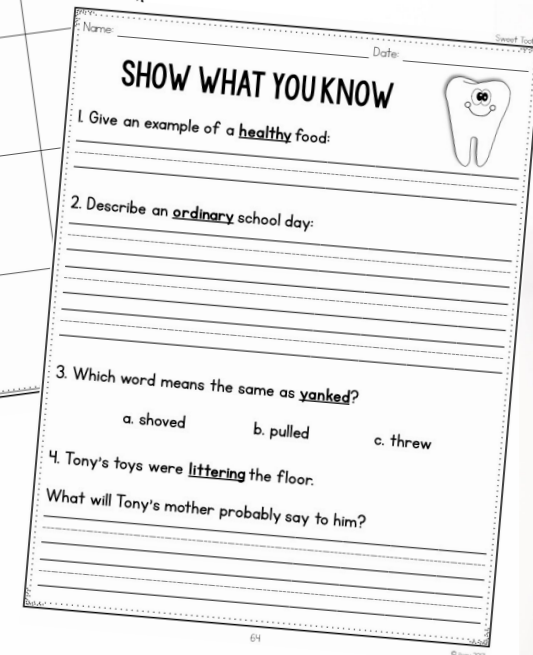 Sweet Toot
Name:
Date:
SHOW WHAT YOU KNOW
1. Give an example of a healthy food:
2. Describe an ordinary school day:
3. Which word means the same as yanked?
a. shoved b. pulled c. threw
4. Tony's toys were littering the floor.
What will Tony's mother probably say to him?
64